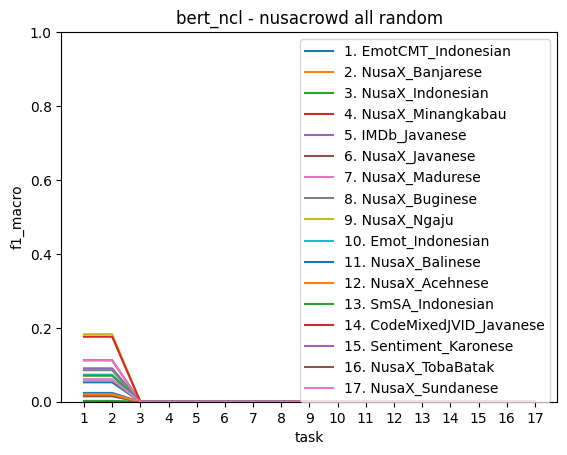 bert_ncl - nusacrowd all random
f1_macro
1.0
0.8
0.6
0.4
0.2
0.0
1. EmotCMT_Indonesian
2. NusaX_Banjarese
3. NusaX_Indonesian
4. NusaX_Minangkabau
5. IMDb_Javanese
6. NusaX_Javanese
7. NusaX_Madurese
8. NusaX_Buginese
9. NusaX_Ngaju
10. Emot_Indonesian
11. NusaX_Balinese
12. NusaX_Acehnese
13. SmSA_Indonesian
14. CodeMixedJVID_Javanese
15. Sentiment_Karonese
16. NusaX_TobaBatak
17. NusaX_Sundanese
1 2 3 4 5 6 7 8 9 10 11 12 13 14 15 16 17
task